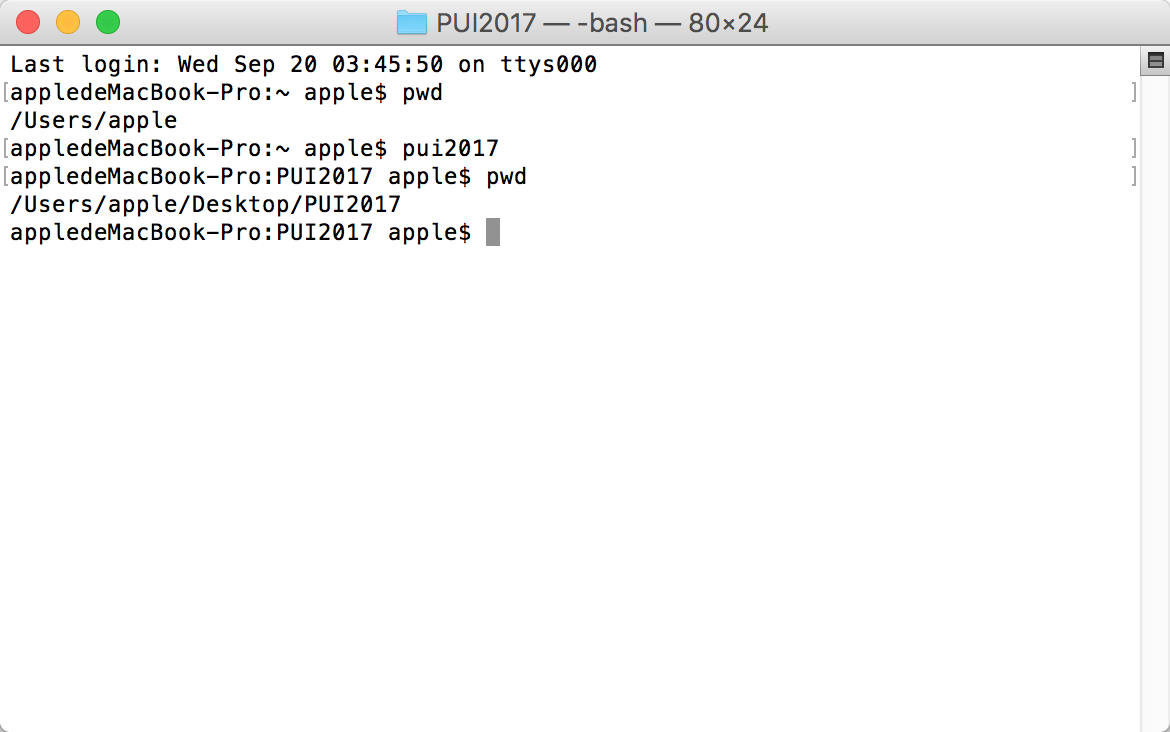 PUI2017 — -bash — 80×24
Last login: Wed Sep 20 03:45:50 on ttys000
[appledeMacBook-Pro:~ apple$ pwd ]
/Users/apple
[appledeMacBook-Pro:~ apple$ pui2017 ]
[appledeMacBook-Pro:PUI2017 apple$ pwd ]
/Users/apple/Desktop/PUI2017
appledeMacBook-Pro:PUI2017 apple$